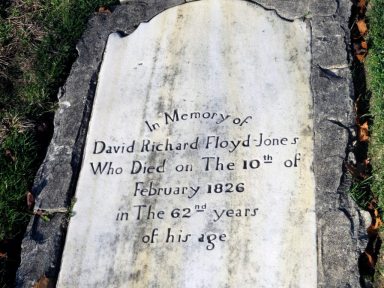 In Memory of
David Richard Floyd-Jones
Who Died on The 10th of
February 1826
in The 62nd years
of his age